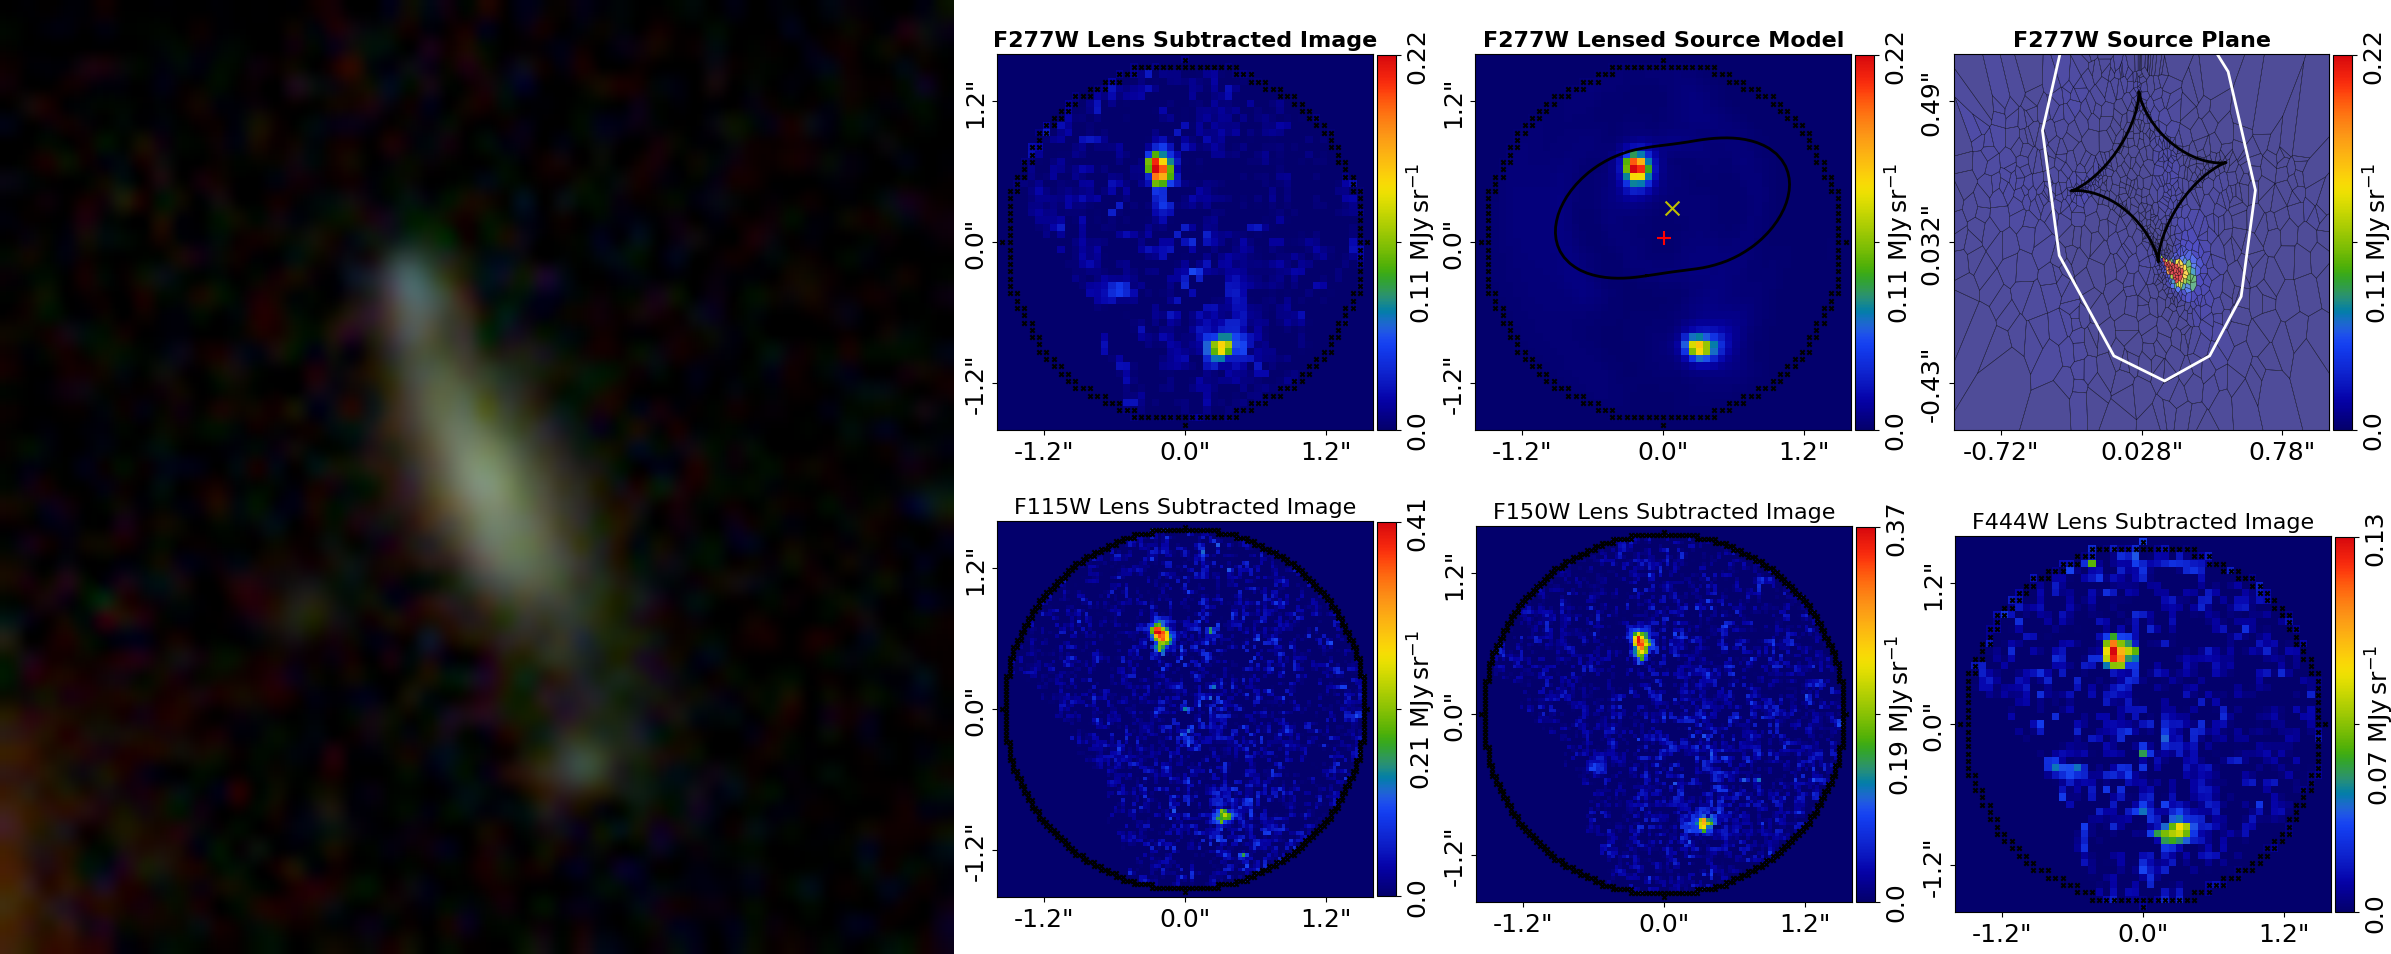 F277W Lens Subtracted Image
1.2"
0.0"
-1.2"
-1.2" 0.0" 1.2"
0.22
0.11 MJy sr⁻¹
0.0
F277W Lensed Source Model
1.2"
0.0"
-1.2"
-1.2" 0.0" 1.2"
0.22
0.11 MJy sr⁻¹
0.0
F277W Source Plane
0.49"
0.032"
-0.43"
-0.72" 0.028" 0.78"
0.22
0.11 MJy sr⁻¹
0.0
F115W Lens Subtracted Image
1.2"
0.0"
-1.2"
-1.2" 0.0" 1.2"
0.41
0.21 MJy sr⁻¹
0.0
F150W Lens Subtracted Image
1.2"
0.0"
-1.2"
-1.2" 0.0" 1.2"
0.37
0.19 MJy sr⁻¹
0.0
F444W Lens Subtracted Image
1.2"
0.0"
-1.2"
-1.2" 0.0" 1.2"
0.13
0.07 MJy sr⁻¹
0.0